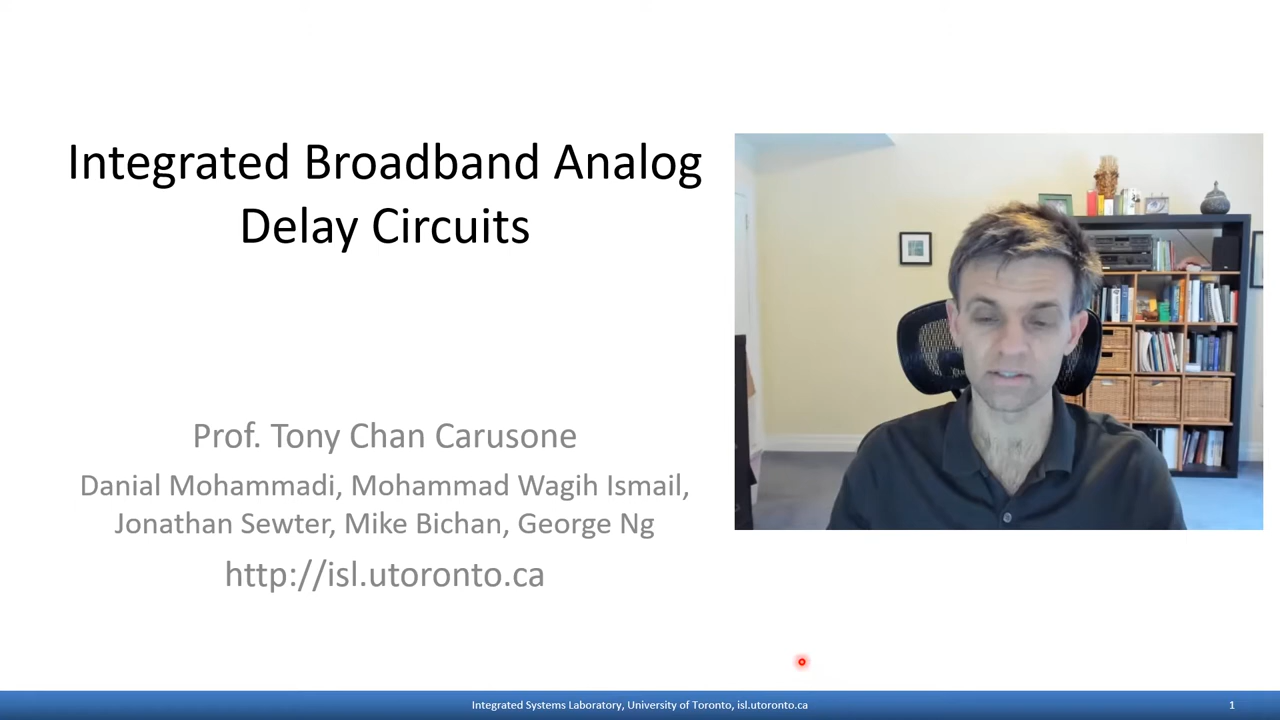 Integrated Broadband Analog
Delay Circuits
Prof. Tony Chan Carusone
Danial Mohammadi, Mohammad Wagih Ismail,
Jonathan Sewter, Mike Bichan, George Ng
http://isl.utoronto.ca
Integrated Systems Laboratory, University of Toronto, isl.utoronto.ca
1